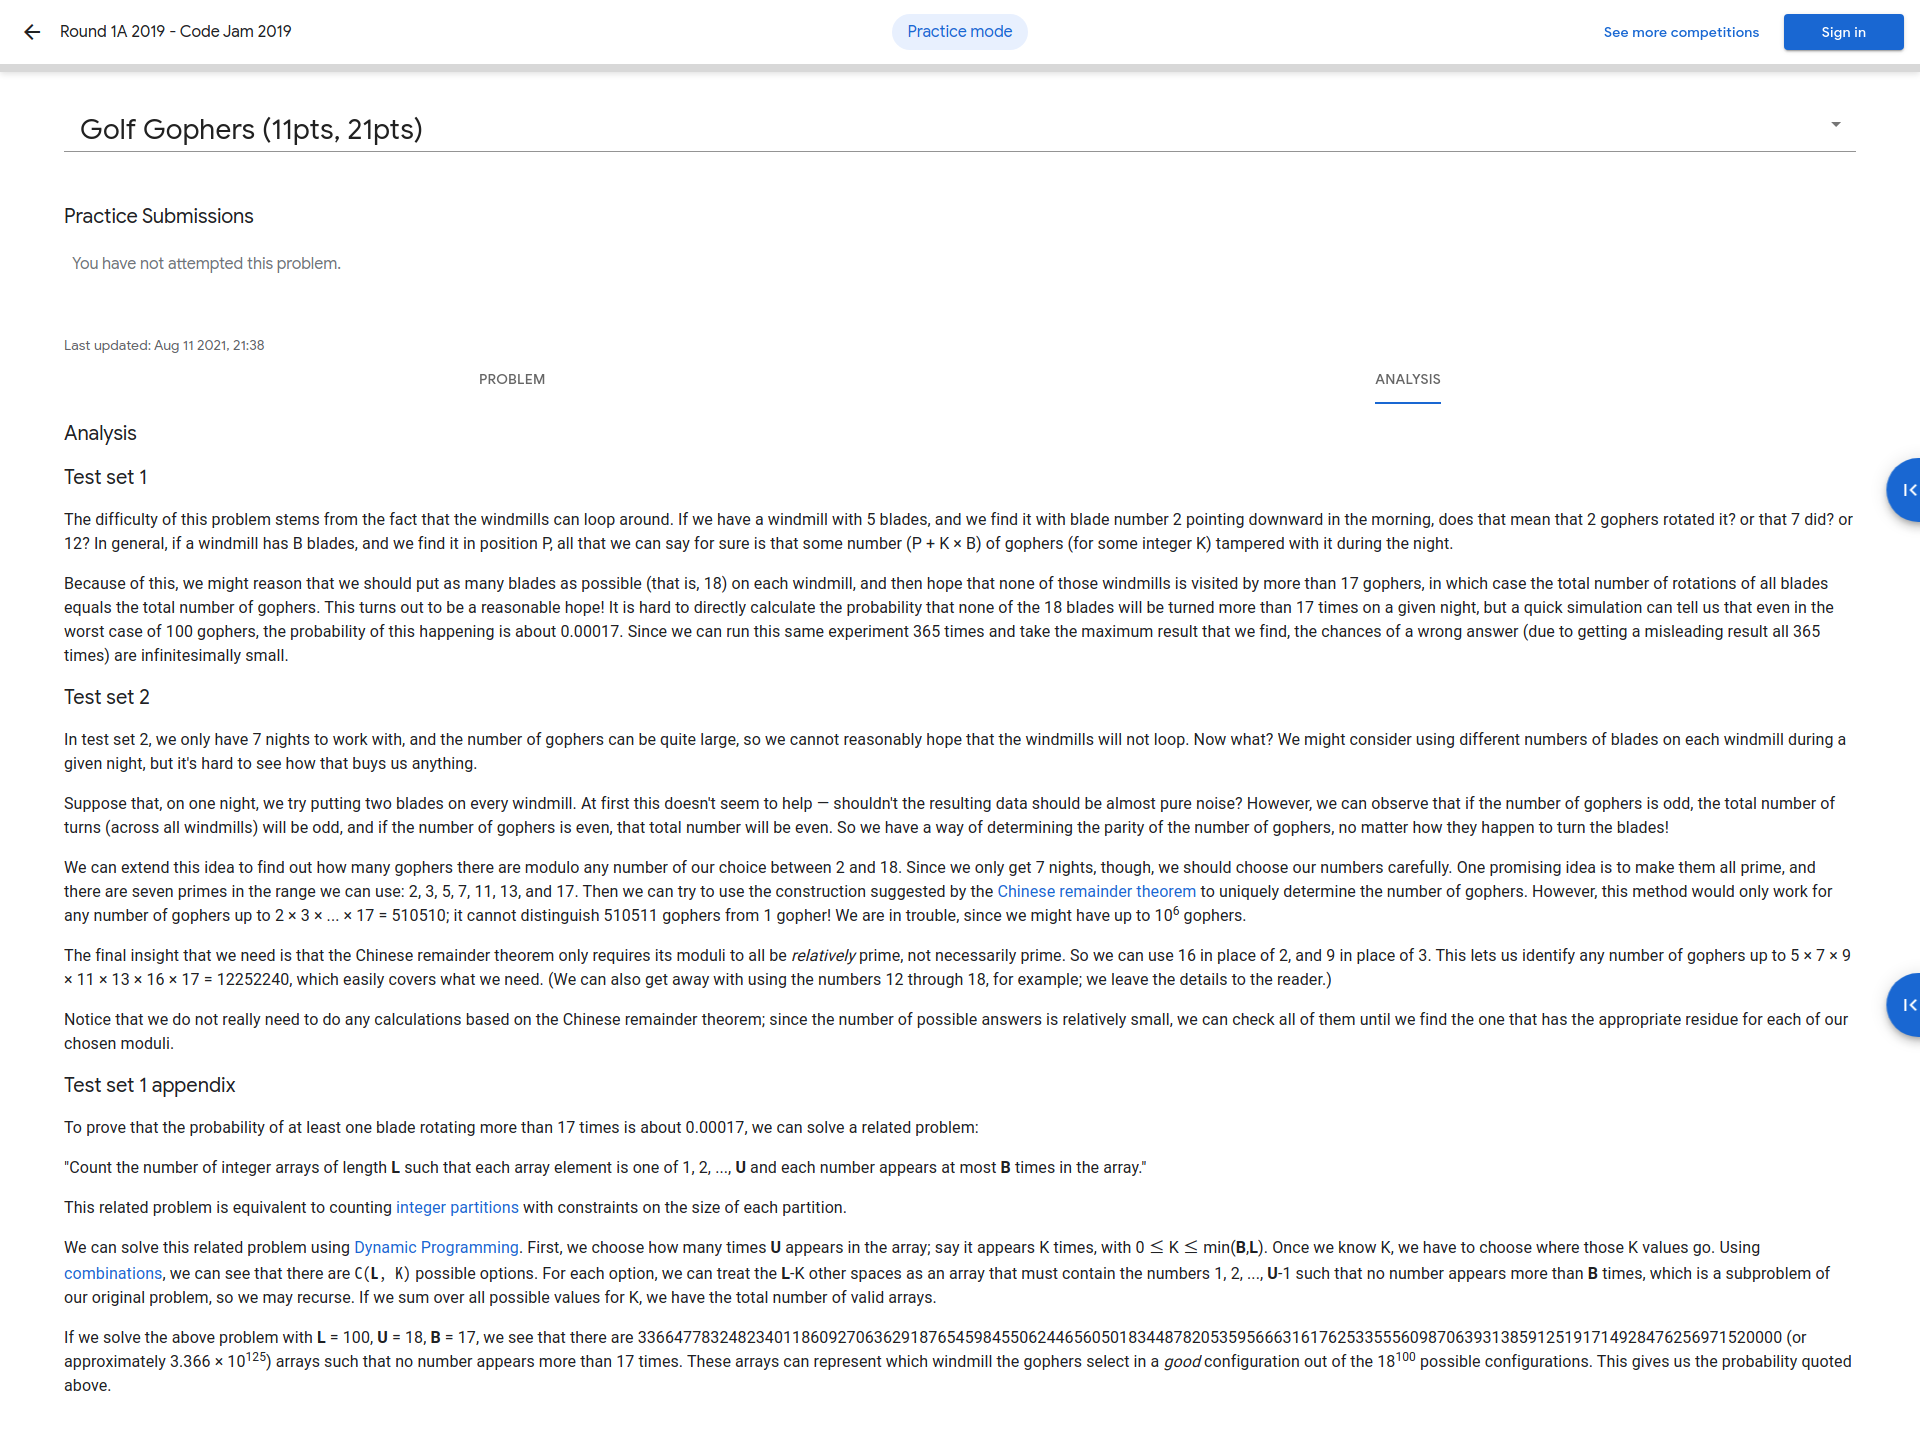 Round 1A 2019 - Code Jam 2019
Practice mode
See more competitions
Sign in
Golf Gophers (11pts, 21pts)
Practice Submissions
You have not attempted this problem.
Last updated: Aug 11 2021, 21:38
PROBLEM
ANALYSIS
Analysis
Test set 1
The difficulty of this problem stems from the fact that the windmills can loop around. If we have a windmill with 5 blades, and we find it with blade number 2 pointing downward in the morning, does that mean that 2 gophers rotated it? or that 7 did? or
12? In general, if a windmill has B blades, and we find it in position P, all that we can say for sure is that some number (P + K × B) of gophers (for some integer K) tampered with it during the night.
Because of this, we might reason that we should put as many blades as possible (that is, 18) on each windmill, and then hope that none of those windmills is visited by more than 17 gophers, in which case the total number of rotations of all blades
equals the total number of gophers. This turns out to be a reasonable hope! It is hard to directly calculate the probability that none of the 18 blades will be turned more than 17 times on a given night, but a quick simulation can tell us that even in the
worst case of 100 gophers, the probability of this happening is about 0.00017. Since we can run this same experiment 365 times and take the maximum result that we find, the chances of a wrong answer (due to getting a misleading result all 365
times) are infinitesimally small.
Test set 2
In test set 2, we only have 7 nights to work with, and the number of gophers can be quite large, so we cannot reasonably hope that the windmills will not loop. Now what? We might consider using different numbers of blades on each windmill during a
given night, but it's hard to see how that buys us anything.
Suppose that, on one night, we try putting two blades on every windmill. At first this doesn't seem to help — shouldn't the resulting data should be almost pure noise? However, we can observe that if the number of gophers is odd, the total number of
turns (across all windmills) will be odd, and if the number of gophers is even, that total number will be even. So we have a way of determining the parity of the number of gophers, no matter how they happen to turn the blades!
We can extend this idea to find out how many gophers there are modulo any number of our choice between 2 and 18. Since we only get 7 nights, though, we should choose our numbers carefully. One promising idea is to make them all prime, and
there are seven primes in the range we can use: 2, 3, 5, 7, 11, 13, and 17. Then we can try to use the construction suggested by the Chinese remainder theorem to uniquely determine the number of gophers. However, this method would only work for
any number of gophers up to 2 × 3 × ... × 17 = 510510; it cannot distinguish 510511 gophers from 1 gopher! We are in trouble, since we might have up to 10⁶ gophers.
The final insight that we need is that the Chinese remainder theorem only requires its moduli to all be relatively prime, not necessarily prime. So we can use 16 in place of 2, and 9 in place of 3. This lets us identify any number of gophers up to 5 × 7 × 9
× 11 × 13 × 16 × 17 = 12252240, which easily covers what we need. (We can also get away with using the numbers 12 through 18, for example; we leave the details to the reader.)
Notice that we do not really need to do any calculations based on the Chinese remainder theorem; since the number of possible answers is relatively small, we can check all of them until we find the one that has the appropriate residue for each of our
chosen moduli.
Test set 1 appendix
To prove that the probability of at least one blade rotating more than 17 times is about 0.00017, we can solve a related problem:
"Count the number of integer arrays of length L such that each array element is one of 1, 2, ..., U and each number appears at most B times in the array."
This related problem is equivalent to counting integer partitions with constraints on the size of each partition.
We can solve this related problem using Dynamic Programming. First, we choose how many times U appears in the array; say it appears K times, with 0 ≤ K ≤ min(B,L). Once we know K, we have to choose where those K values go. Using
combinations, we can see that there are C(L, K) possible options. For each option, we can treat the L-K other spaces as an array that must contain the numbers 1, 2, ..., U-1 such that no number appears more than B times, which is a subproblem of
our original problem, so we may recurse. If we sum over all possible values for K, we have the total number of valid arrays.
If we solve the above problem with L = 100, U = 18, B = 17, we see that there are 336647783248234011860927063629187654598455062446560501834487820535956663161762533555609870639313859125191714928476256971520000 (or
approximately 3.366 × 10¹²⁵) arrays such that no number appears more than 17 times. These arrays can represent which windmill the gophers select in a good configuration out of the 18¹⁰⁰ possible configurations. This gives us the probability quoted
above.